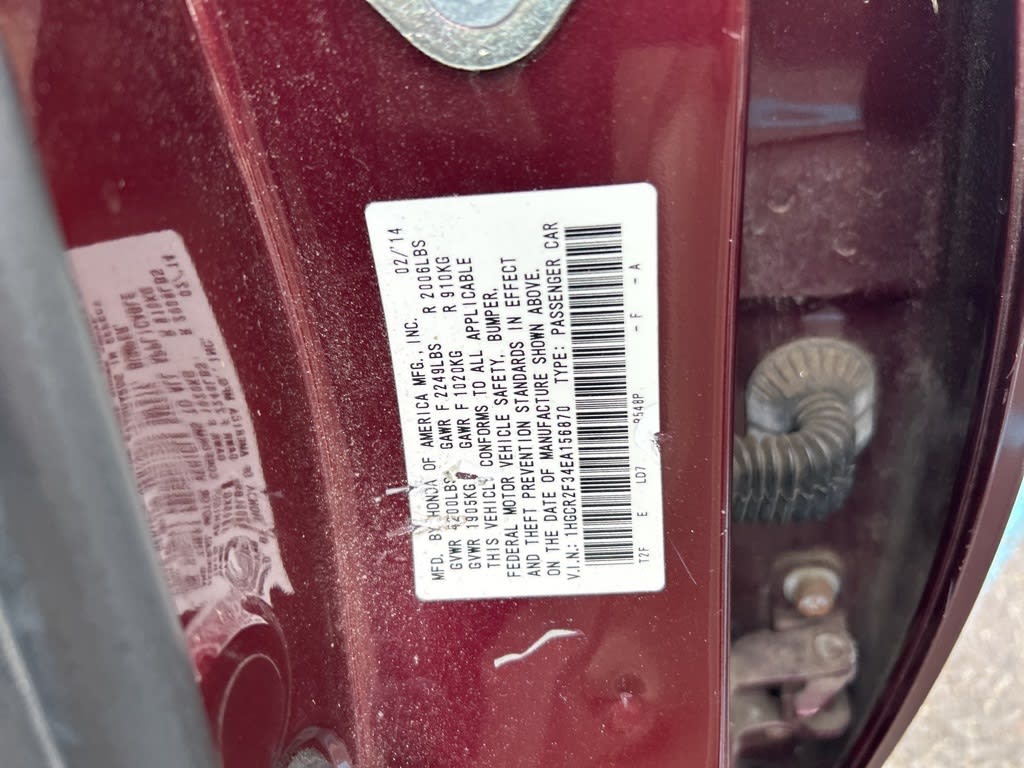 MFD. BY HONDA OF AMERICA MFG., INC. 02/'14
GVWR 4200LBS GAWR F 2249LBS R 2006LBS
GVWR 1905KG GAWR F 1020KG R 910KG
THIS VEHICLE CONFORMS TO ALL APPLICABLE
FEDERAL MOTOR VEHICLE SAFETY, BUMPER,
AND THEFT PREVENTION STANDARDS IN EFFECT
ON THE DATE OF MANUFACTURE SHOWN ABOVE.
V.I.N.: 1HGCR2F34EA156870 TYPE: PASSENGER CAR
T2F E L07 -F -A